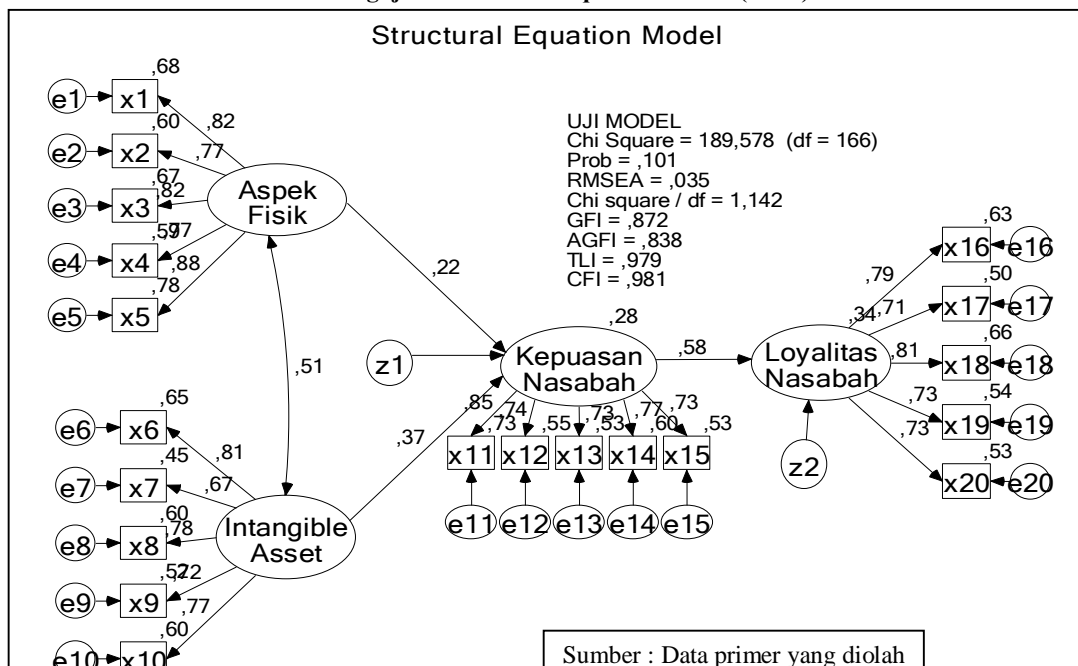 Structural Equation Model
UJI MODEL
Chi Square = 189,578 (df = 166)
Prob = ,101
RMSEA = ,035
Chi square / df = 1,142
GFI = ,872
AGFI = ,838
TLI = ,979
CFI = ,981
,68
e1 x1
,82
,60
e2 x2
,77
,67
e3 x3
,82
e4 x4
,77
,88
,78
e5 x5
Aspek
Fisik
,22
,51
,65
e6 x6
,81
,45
e7 x7
,67
,60
e8 x8
,78
e9 x9
,72
,77
,60
e10 x10
Intangible
Asset
,37
z1
,28
Kepuasan
Nasabah
,58
,85 ,74 ,73 ,77 ,73
,73 ,55 ,53 ,60 ,53
x11 x12 x13 x14 x15
e11 e12 e13 e14 e15
,34
Loyalitas
Nasabah
z2
,63
,79
x16 e16
,50
,71
x17 e17
,66
,81
x18 e18
,54
,73
x19 e19
,53
,73
x20 e20
Sumber : Data primer yang diolah